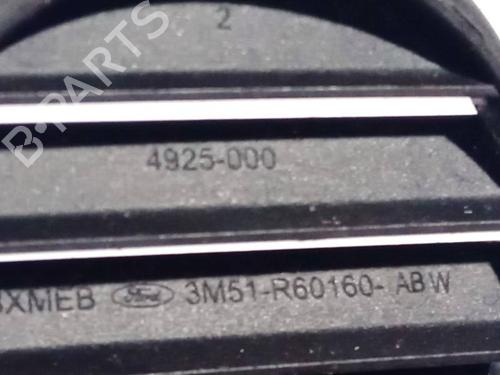 2
B-PARTS
4925-000
XMEB Ford 3M51-R60160- ABW